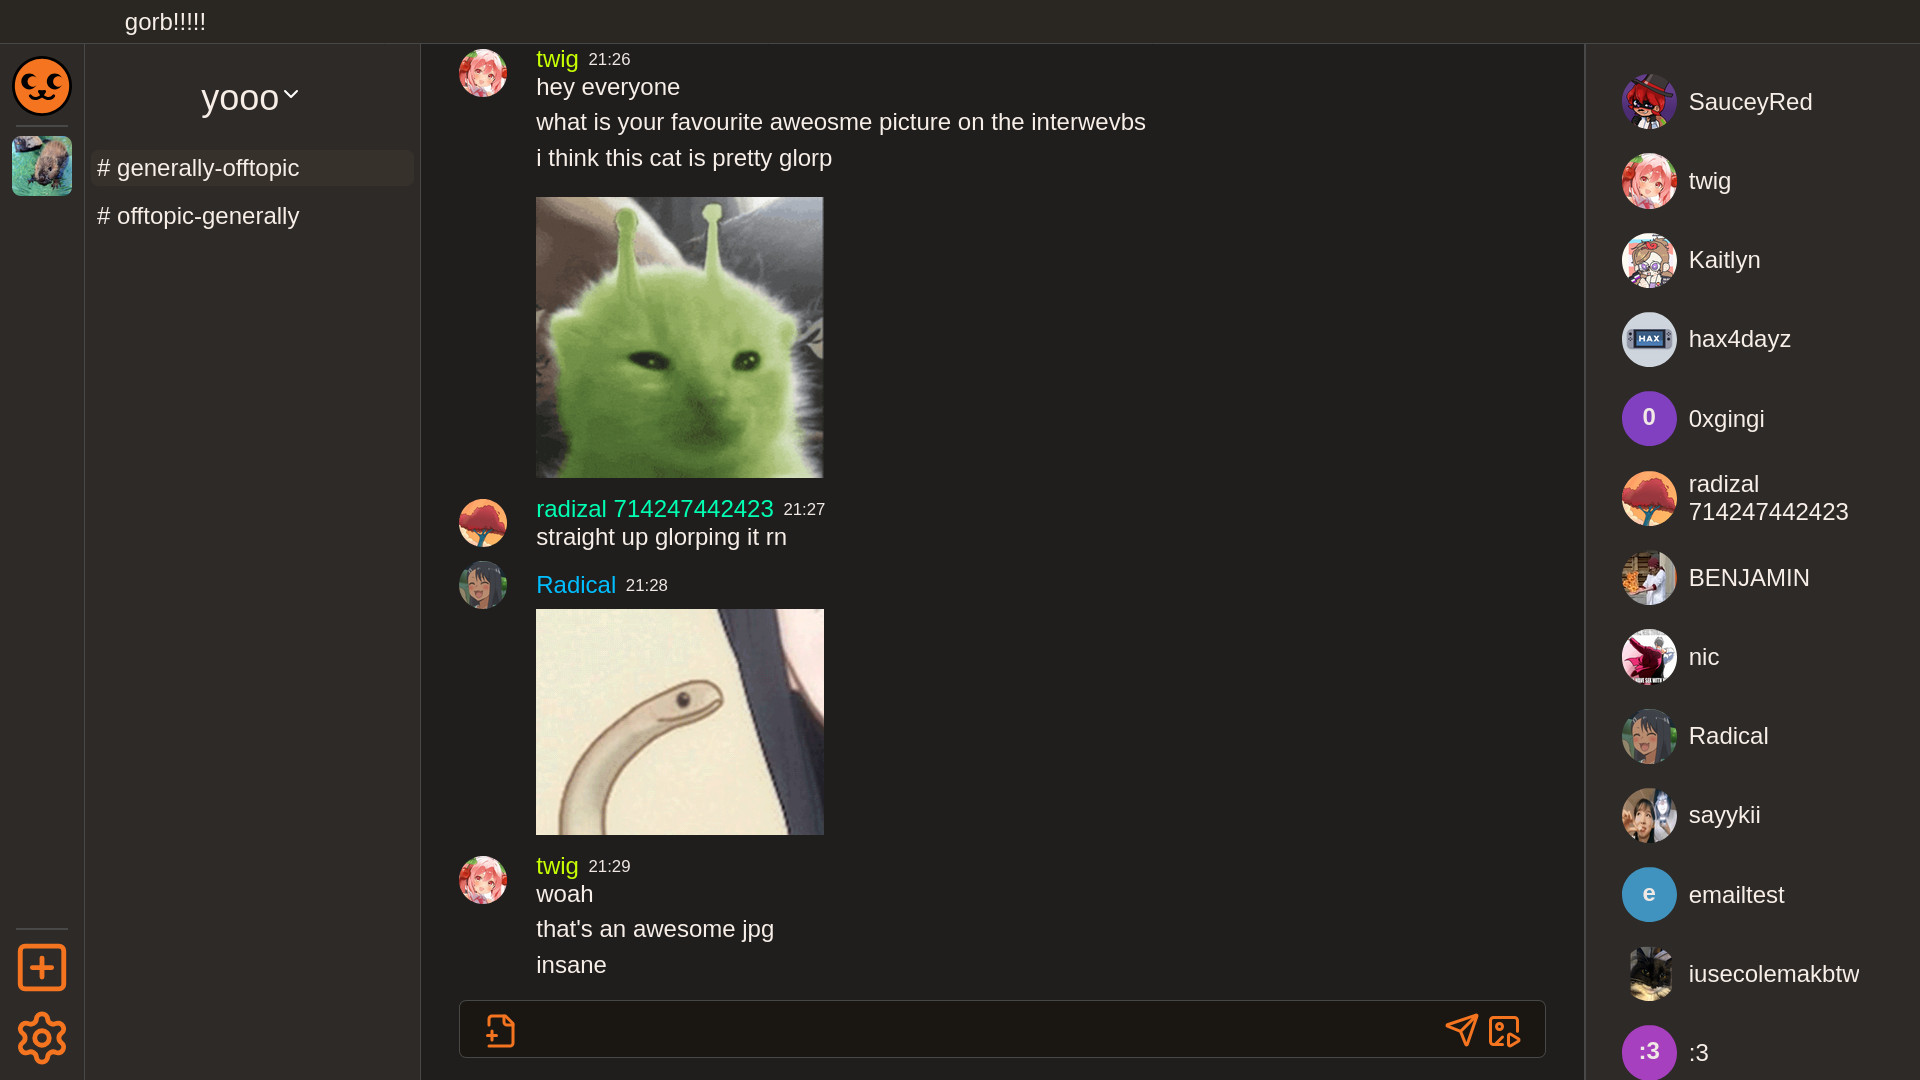 gorb!!!!!
yooo
# generally-offtopic
# offtopic-generally
twig 21:26
hey everyone
what is your favourite aweosme picture on the interwevbs
i think this cat is pretty glorp
radizal 714247442423 21:27
straight up glorping it rn
Radical 21:28
twig 21:29
woah
that's an awesome jpg
insane
SauceyRed
twig
Kaitlyn
HAX
hax4dayz
0
0xgingi
radizal
714247442423
BENJAMIN
nic
Radical
sayykii
e
emailtest
iusecolemakbtw
:3
:3